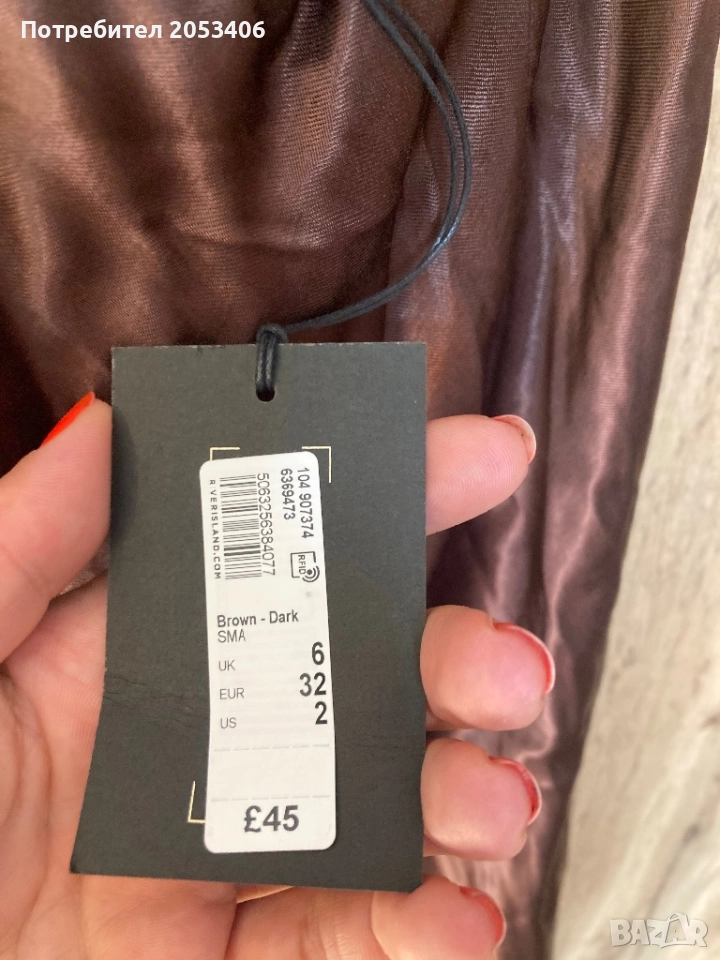 Потребител 2053406
104 907374
6369473
5063256384077
RIVERISLAND.COM
RFID
Brown - Dark
SMA
UK 6
EUR 32
US 2
£45
BAZAR